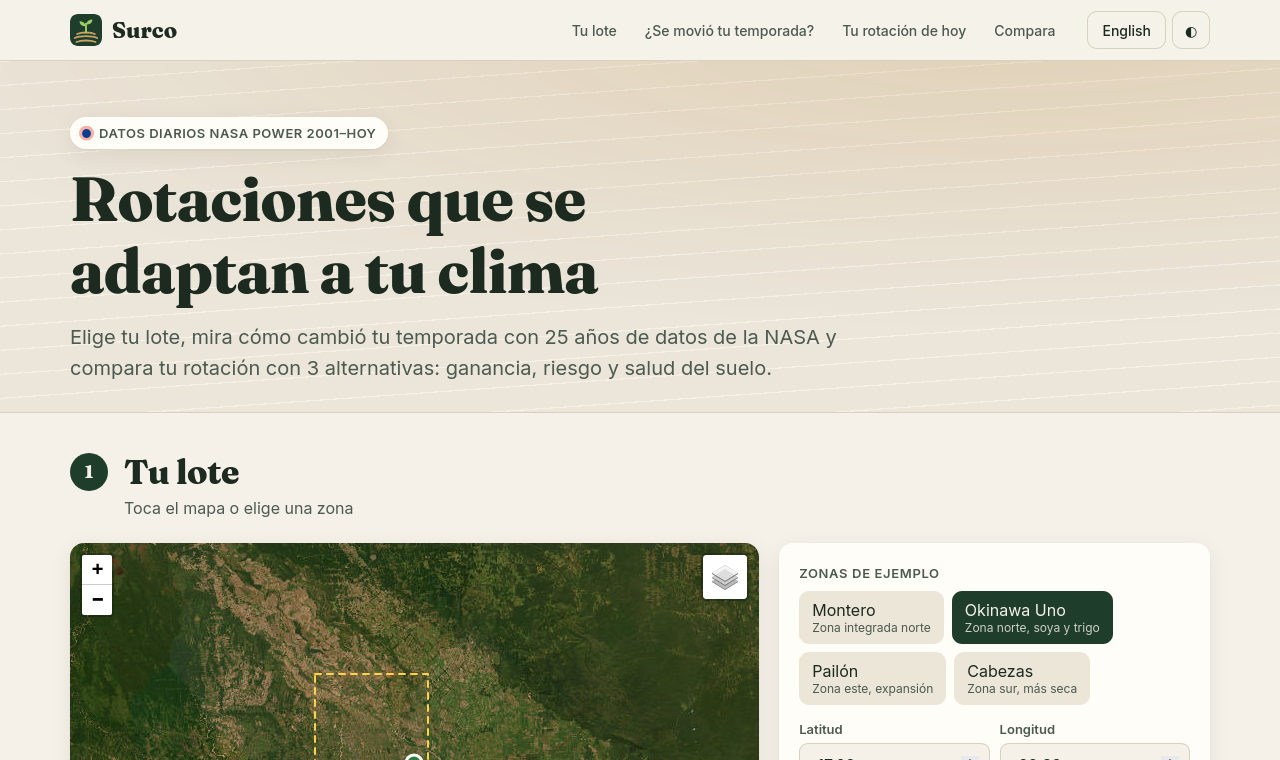 Surco
Tu lote
¿Se movió tu temporada?
Tu rotación de hoy
Compara
English
DATOS DIARIOS NASA POWER 2001–HOY
Rotaciones que se
adaptan a tu clima
Elige tu lote, mira cómo cambió tu temporada con 25 años de datos de la NASA y
compara tu rotación con 3 alternativas: ganancia, riesgo y salud del suelo.
1
Tu lote
Toca el mapa o elige una zona
+
−
ZONAS DE EJEMPLO
Montero
Zona integrada norte
Okinawa Uno
Zona norte, soya y trigo
Pailón
Zona este, expansión
Cabezas
Zona sur, más seca
Latitud
Longitud